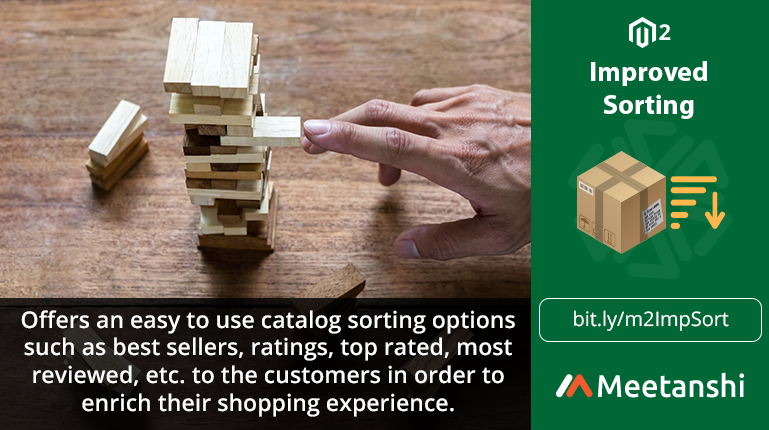 Offers an easy to use catalog sorting options
such as best sellers, ratings, top rated, most
reviewed, etc. to the customers in order to
enrich their shopping experience.
2
Improved
Sorting
bit.ly/m2ImpSort
Meetanshi